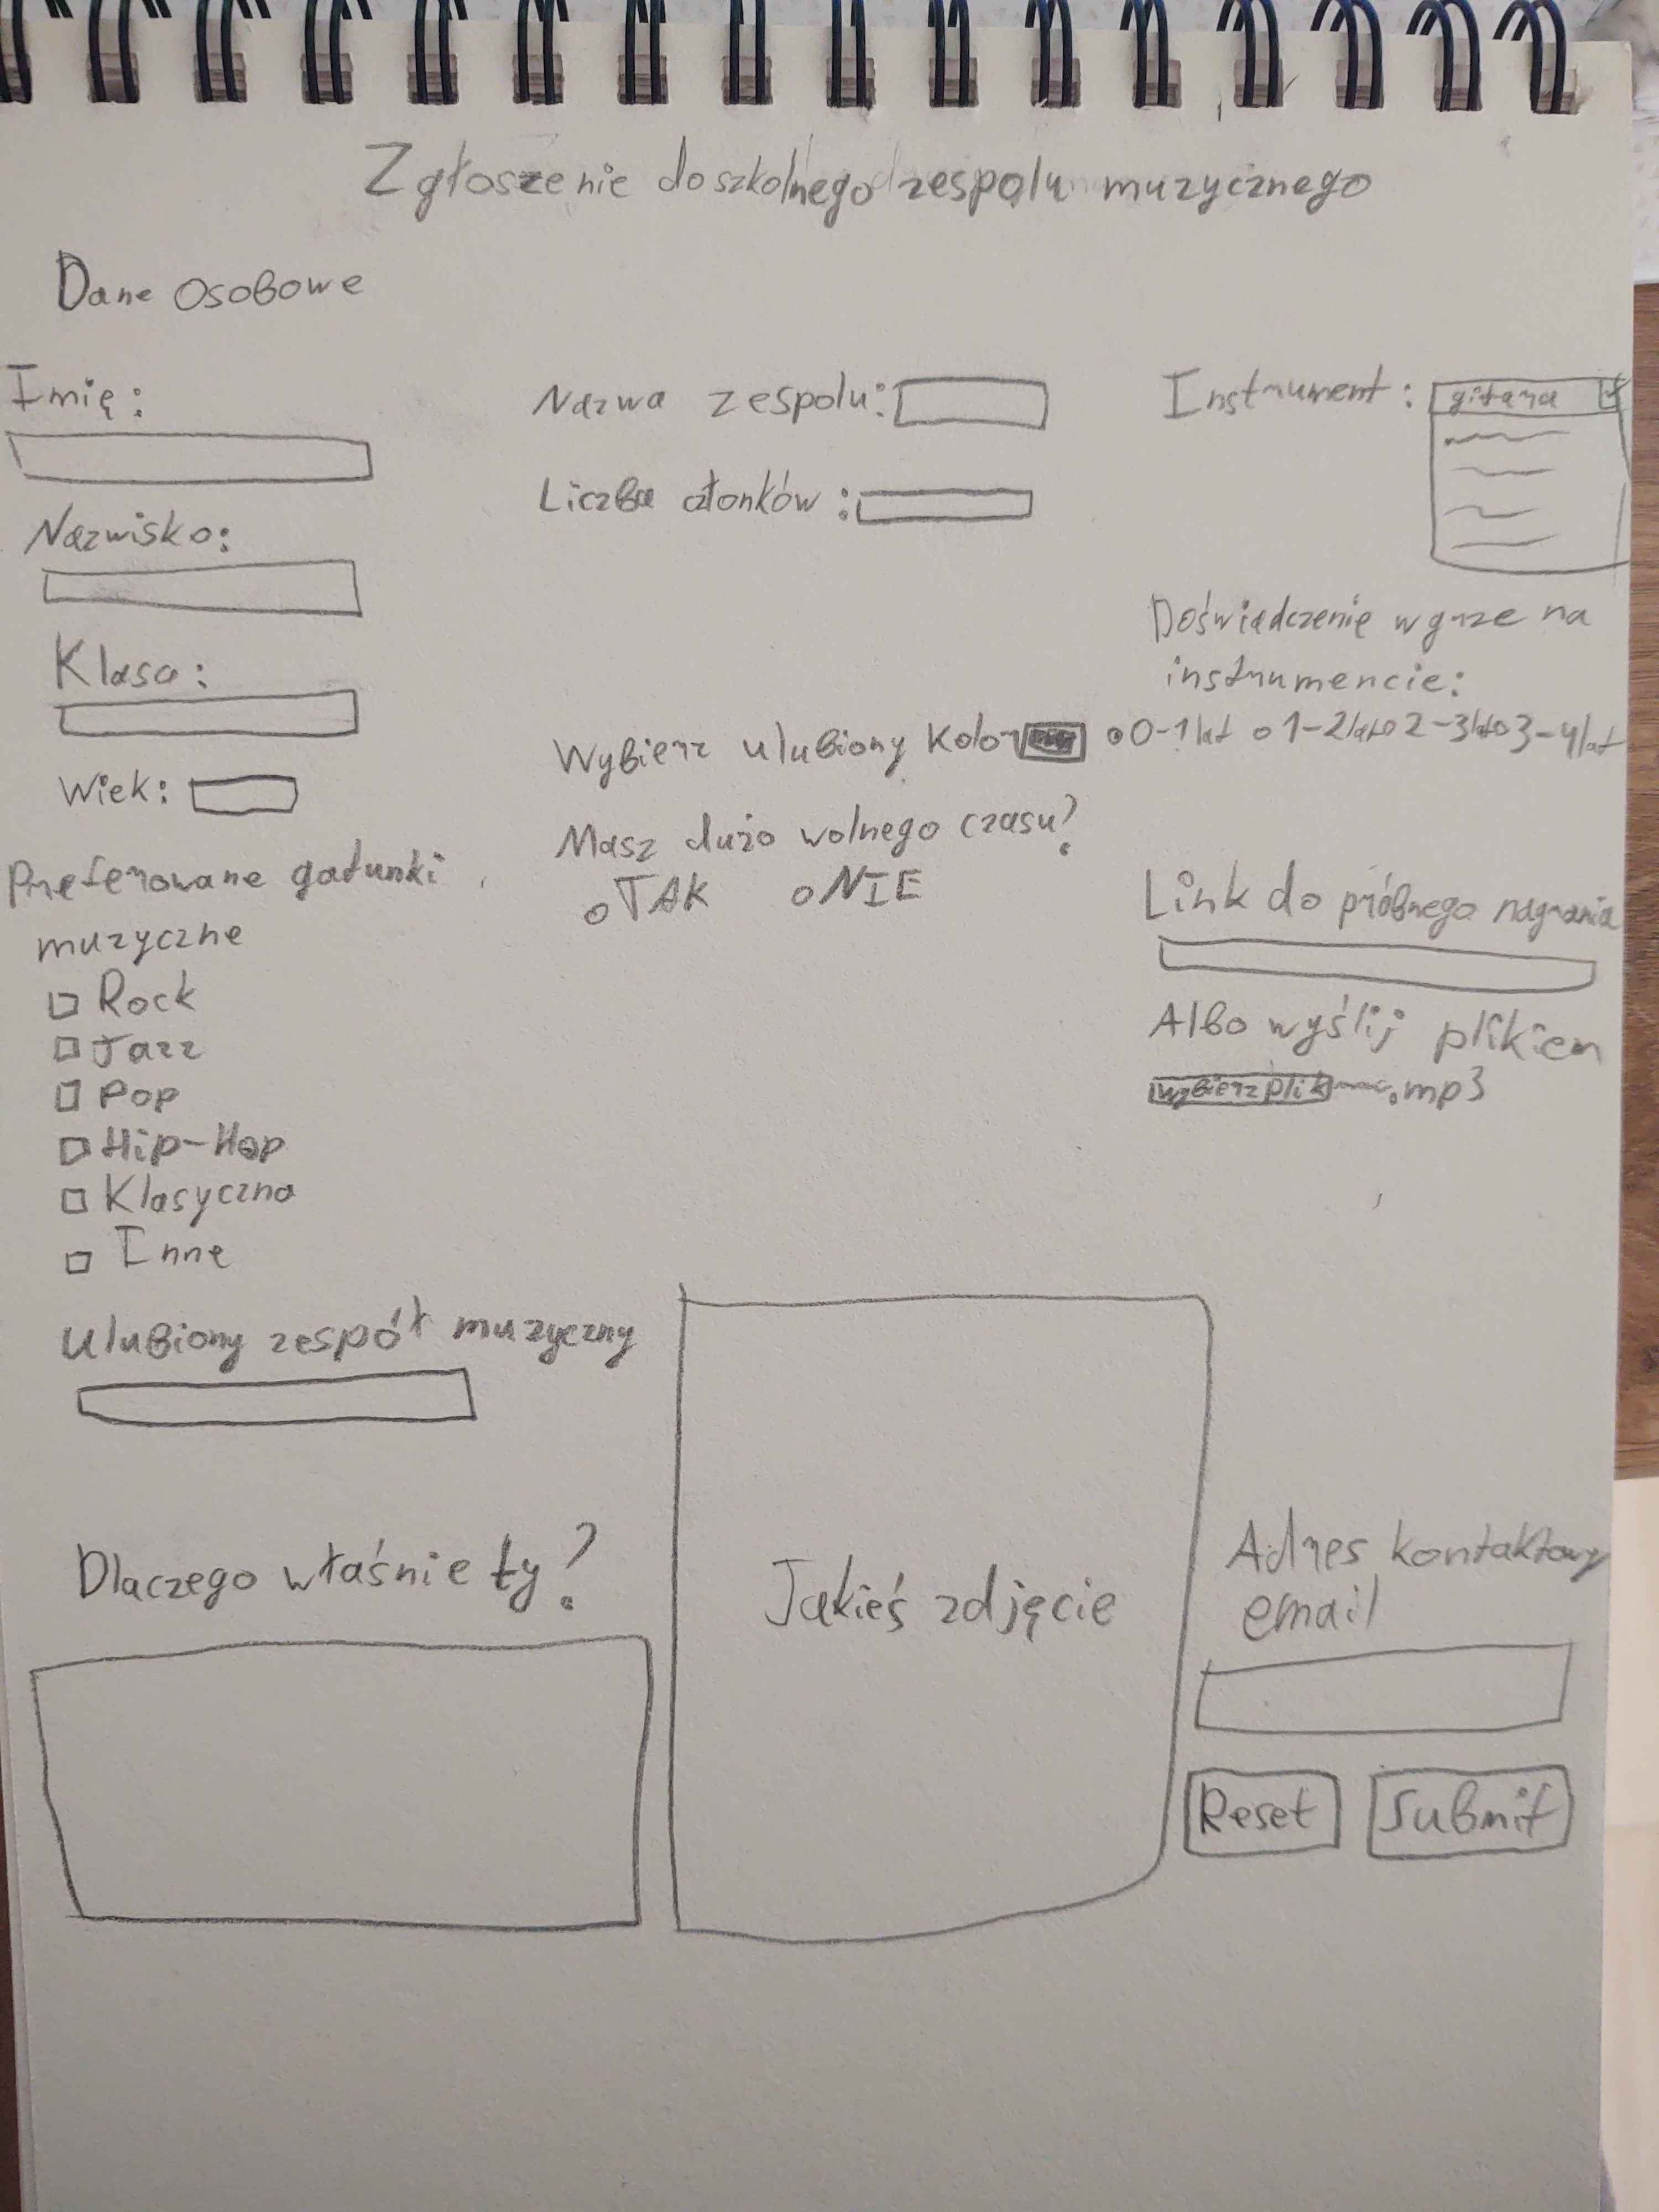 Zgłoszenie do szkolnego zespolu muzycznego
Dane osobowe
Imię:
Nazwisko:
Klasa:
Wiek:
Preferowane gatunki
muzyczne
Rock
Jazz
Pop
Hip-Hop
Klasyczna
Inne
Ulubiony zespół muzyczny
Dlaczego właśnie ty?
Nazwa zespolu:
Liczba członków:
Wybierz ulubiony kolor
Masz dużo wolnego czasu?
TAK NIE
Jakieś zdjęcie
Instrument: gitara
Doświadczenie w grze na
instrumencie:
0-1 lat 1-2 lat 2-3 lat 3-4 lat
Link do próbnego nagrania
Albo wyślij plikiem
wybierz plik .mp3
Adres kontaktowy
email
Reset Submit